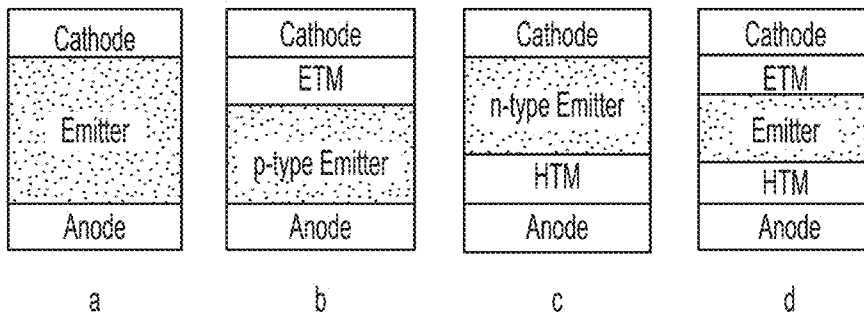 Cathode
Emitter
Anode
a
Cathode
ETM
p-type Emitter
Anode
b
Cathode
n-type Emitter
HTM
Anode
c
Cathode
ETM
Emitter
HTM
Anode
d